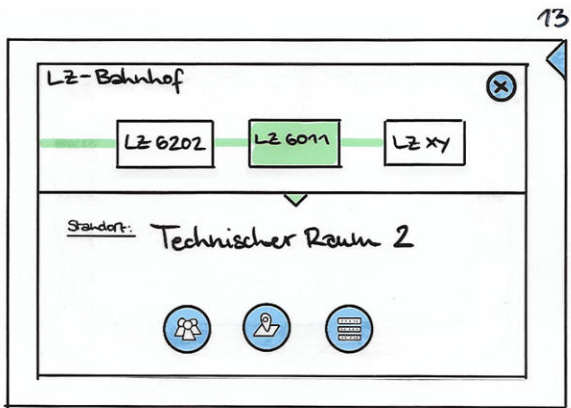 13
LZ-Bahnhof
LZ 6202
LZ 6011
LZ XY
Standort: Technischer Raum 2